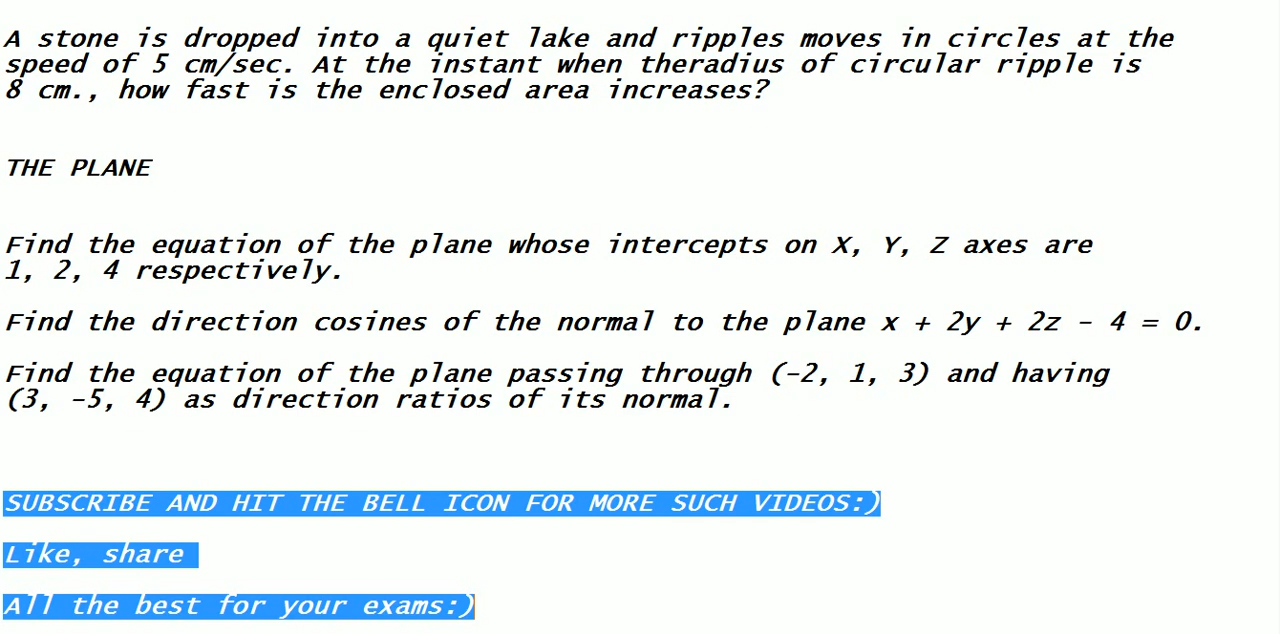 A stone is dropped into a quiet lake and ripples moves in circles at the
speed of 5 cm/sec. At the instant when theradius of circular ripple is
8 cm., how fast is the enclosed area increases?
THE PLANE
Find the equation of the plane whose intercepts on X, Y, Z axes are
1, 2, 4 respectively.
Find the direction cosines of the normal to the plane x + 2y + 2z - 4 = 0.
Find the equation of the plane passing through (-2, 1, 3) and having
(3, -5, 4) as direction ratios of its normal.
SUBSCRIBE AND HIT THE BELL ICON FOR MORE SUCH VIDEOS:)
Like, share
All the best for your exams:)